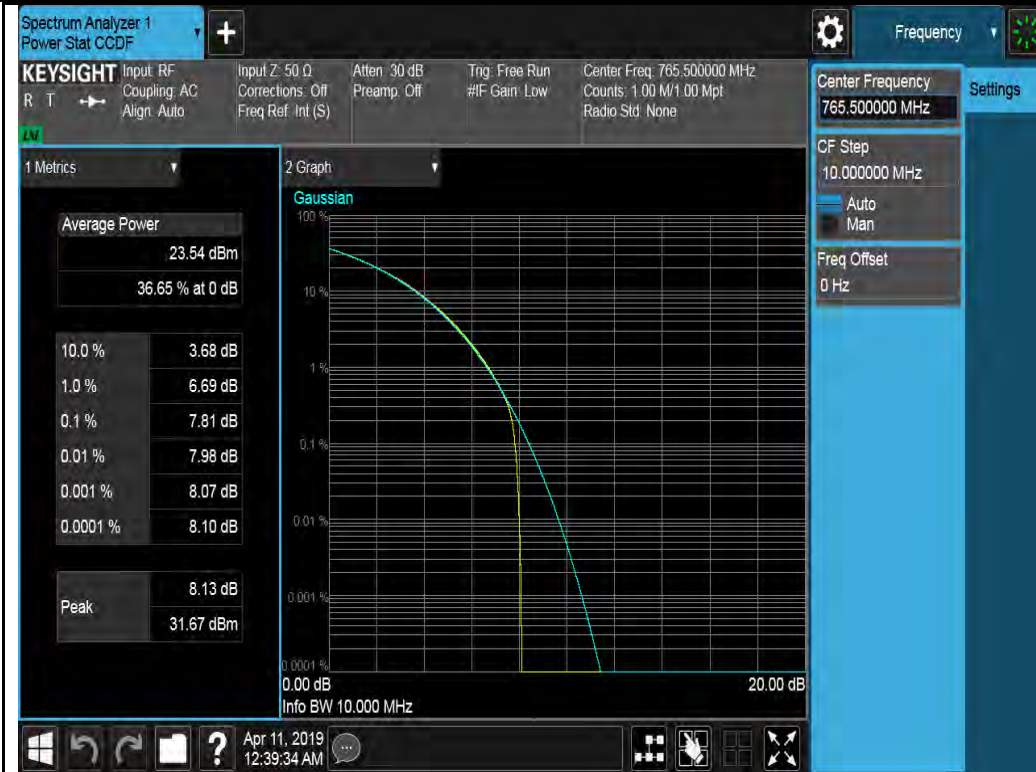 Spectrum Analyzer 1
Power Stat CCDF
+
Frequency
KEYSIGHT
R T
LNI
Input: RF
Coupling: AC
Align: Auto
Input Z: 50 Ω
Corrections: Off
Freq Ref: Int (S)
Atten: 30 dB
Preamp: Off
Trig: Free Run
#IF Gain: Low
Center Freq: 765.500000 MHz
Counts: 1.00 M/1.00 Mpt
Radio Std: None
Center Frequency
765.500000 MHz
Settings
CF Step
10.000000 MHz
Auto
Man
Freq Offset
0 Hz
1 Metrics
Average Power
23.54 dBm
36.65 % at 0 dB
10.0 % 3.68 dB
1.0 % 6.69 dB
0.1 % 7.81 dB
0.01 % 7.98 dB
0.001 % 8.07 dB
0.0001 % 8.10 dB
Peak
8.13 dB
31.67 dBm
2 Graph
Gaussian
100 %
10 %
1 %
0.1 %
0.01 %
0.001 %
0.0001 %
0.00 dB
20.00 dB
Info BW 10.000 MHz
?
Apr 11, 2019
12:39:34 AM